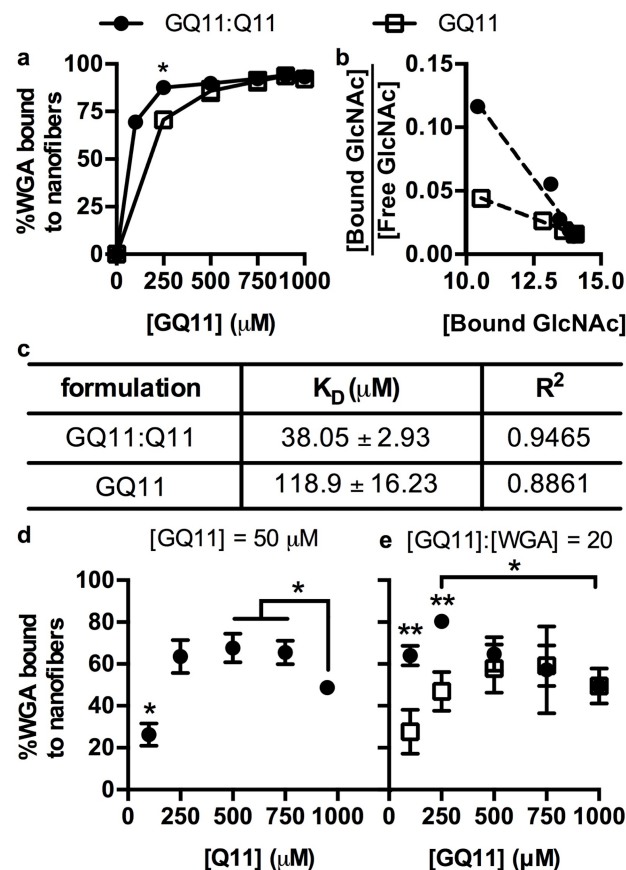 GQ11:Q11 GQ11
a
*
%WGA bound
to nanofibers
100
75
50
25
0
0 250 500 750 1000
[GQ11] (μM)
b
[Bound GlcNAc]
[Free GlcNAc]
0.15
0.10
0.05
0.00
10.0 12.5 15.0
[Bound GlcNAc]
c
formulation K_D (μM) R²
GQ11:Q11 38.05 ± 2.93 0.9465
GQ11 118.9 ± 16.23 0.8861
d
[GQ11] = 50 μM
%WGA bound
to nanofibers
100
80
60
40
20
0
*
*
0 250 500 750 1000
[Q11] (μM)
e
[GQ11]:[WGA] = 20
*
**
**
0 250 500 750 1000
[GQ11] (μM)